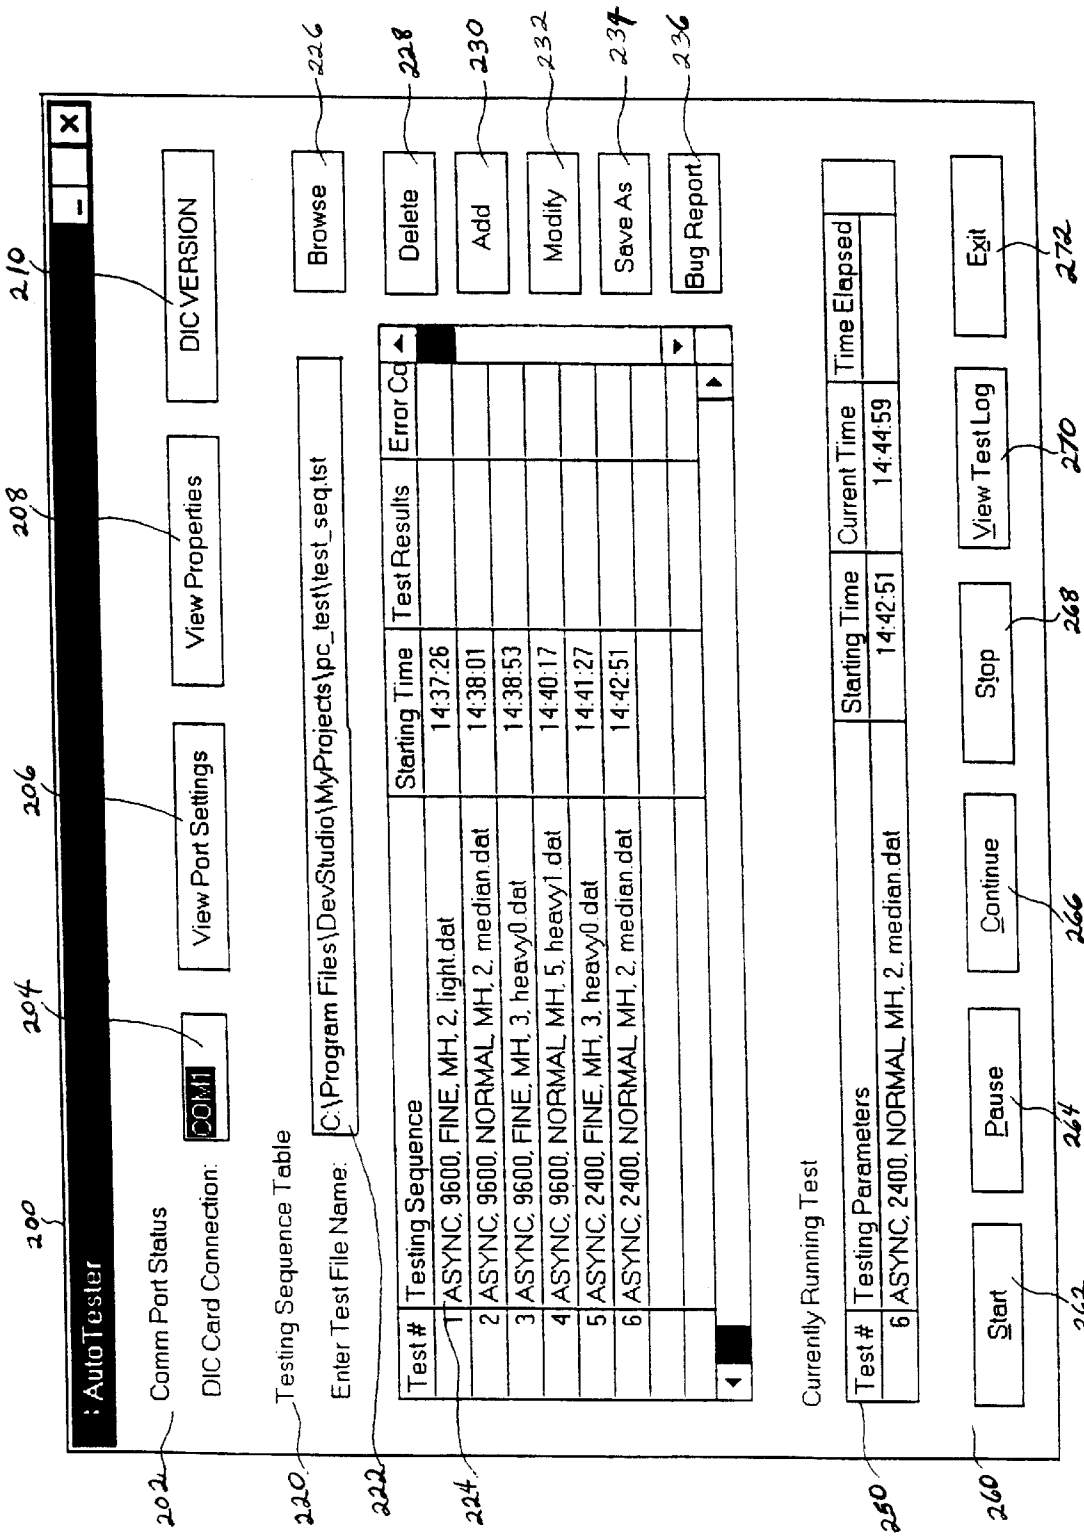 200
204
206
208
210
: AutoTester
_ X
202
Comm Port Status
DIC Card Connection: COM1 View Port Settings View Properties DIC VERSION
220
Testing Sequence Table
Enter Test File Name: C:\Program Files\DevStudio\MyProjects\pc_test\test_seq.tst Browse
222
226
224
Test # Testing Sequence Starting Time Test Results Error Co
1 ASYNC, 9600, FINE, MH, 2, light.dat 14:37:26
2 ASYNC, 9600, NORMAL, MH, 2, median.dat 14:38:01
3 ASYNC, 9600, FINE, MH, 3, heavy0.dat 14:38:53
4 ASYNC, 9600, NORMAL, MH, 5, heavy1.dat 14:40:17
5 ASYNC, 2400, FINE, MH, 3, heavy0.dat 14:41:27
6 ASYNC, 2400, NORMAL, MH, 2, median.dat 14:42:51
Delete 228
Add 230
Modify 232
Save As 234
Bug Report 236
Currently Running Test
250
Test # Testing Parameters Starting Time Current Time Time Elapsed
6 ASYNC, 2400, NORMAL, MH, 2, median.dat 14:42:51 14:44:59
260
Start Pause Continue Stop View Test Log Exit
262 264 266 268 270 272